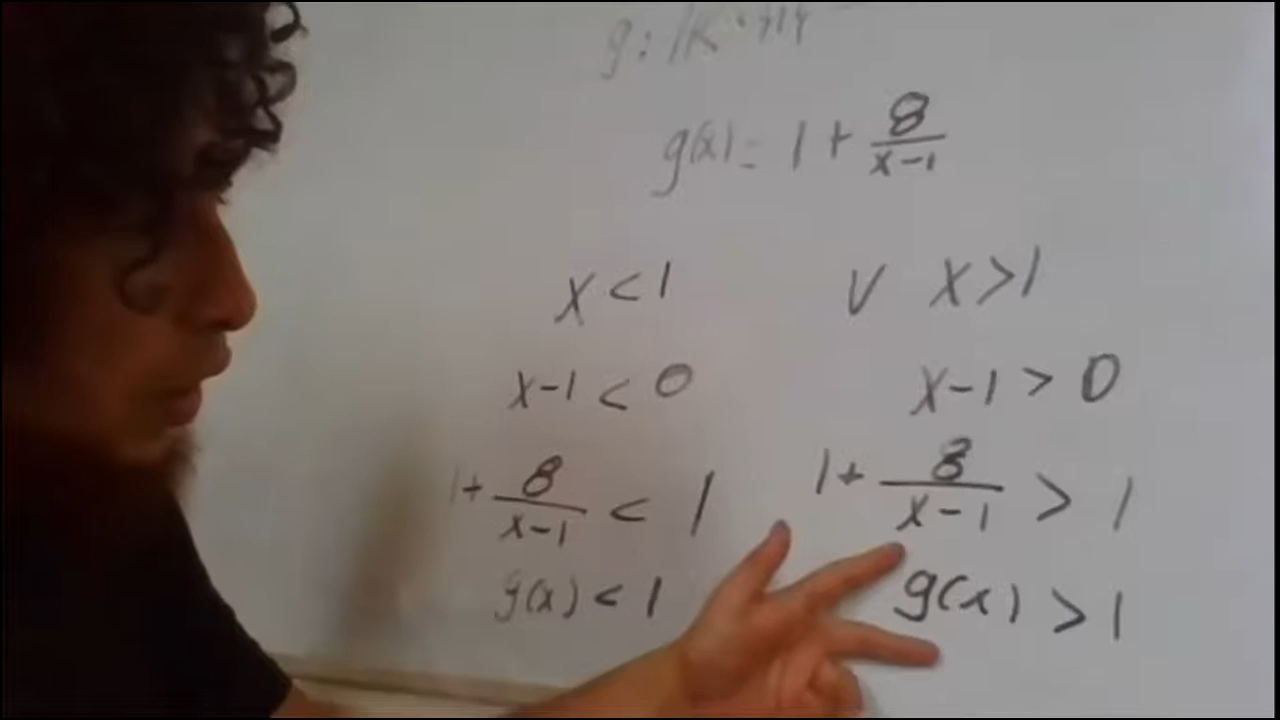 g(x) = 1 + 8/(x-1)
x < 1 V x > 1
x-1 < 0 x-1 > 0
1+ 8/(x-1) < 1 1+ 8/(x-1) > 1
g(x) < 1 g(x) > 1